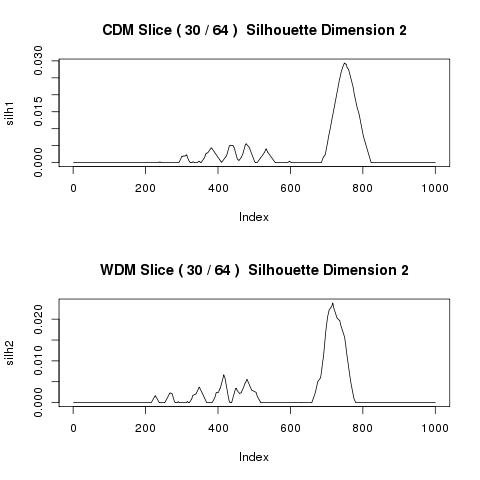 CDM Slice ( 30 / 64 )  Silhouette Dimension 2
silh1
0.030
0.015
0.000
0 200 400 600 800 1000
Index
WDM Slice ( 30 / 64 )  Silhouette Dimension 2
silh2
0.020
0.010
0.000
0 200 400 600 800 1000
Index